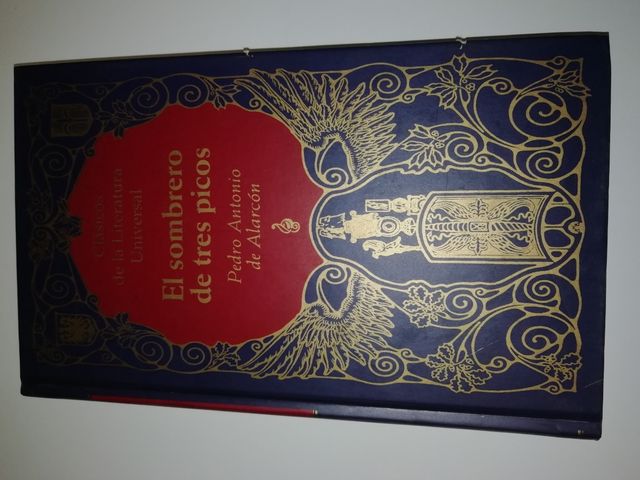 Clásicos
de la Literatura
Universal
El sombrero
de tres picos
Pedro Antonio
de Alarcón